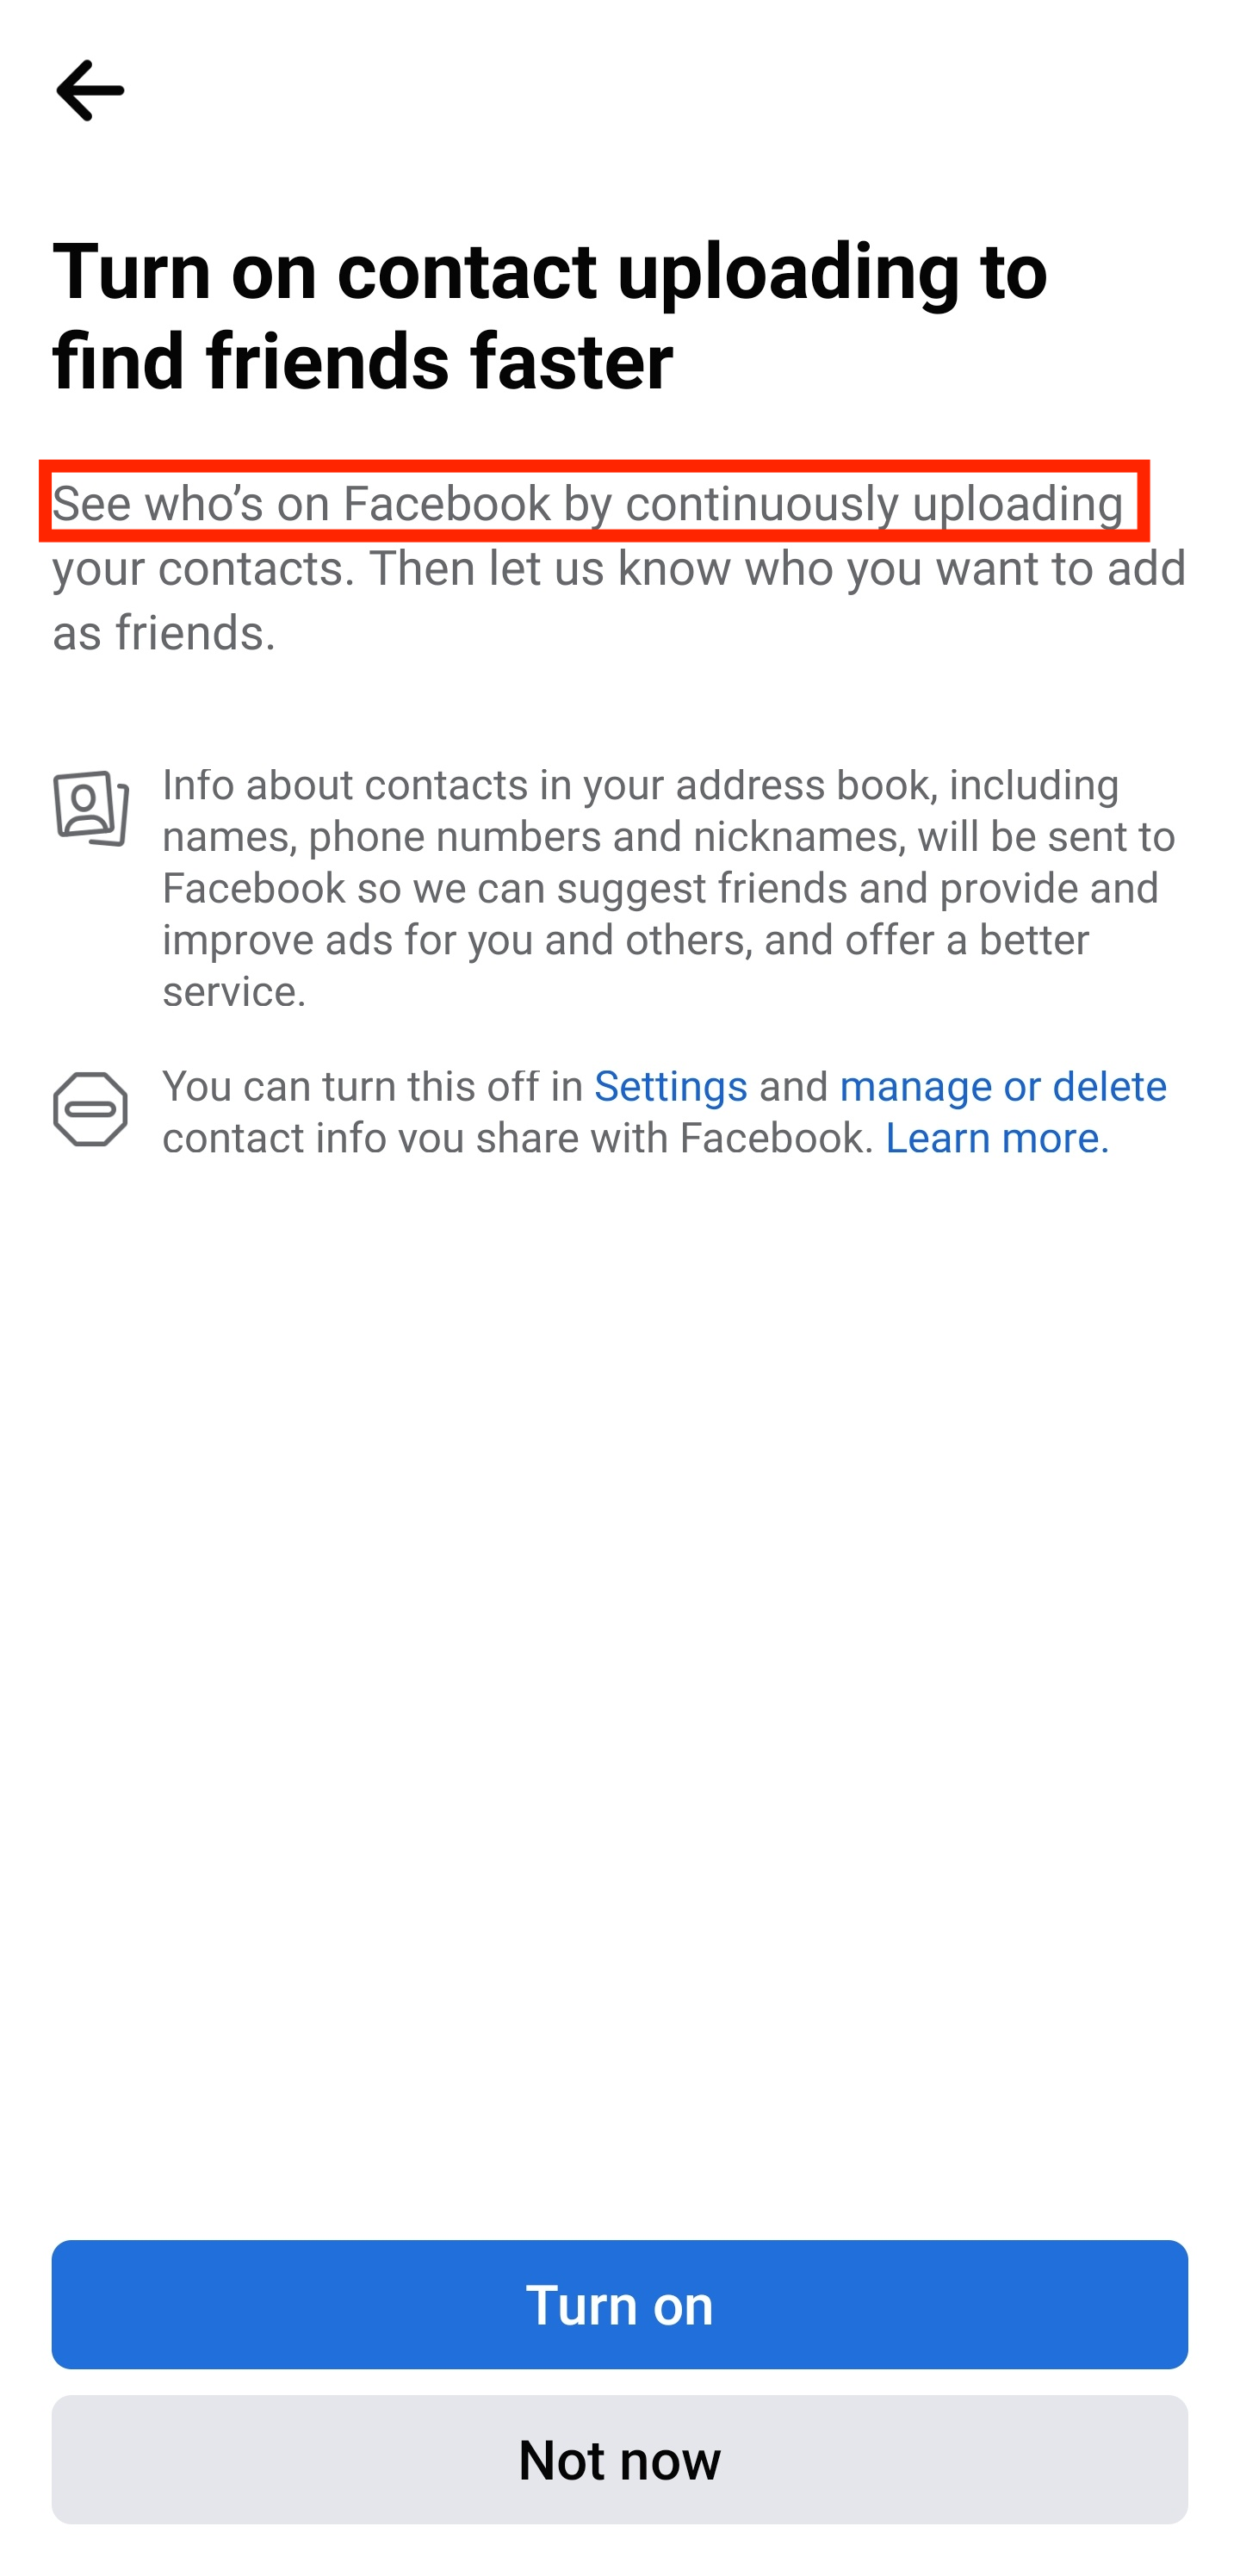 Turn on contact uploading to
find friends faster
See who’s on Facebook by continuously uploading
your contacts. Then let us know who you want to add
as friends.
Info about contacts in your address book, including
names, phone numbers and nicknames, will be sent to
Facebook so we can suggest friends and provide and
improve ads for you and others, and offer a better
service.
You can turn this off in Settings and manage or delete
contact info you share with Facebook. Learn more.
Turn on
Not now